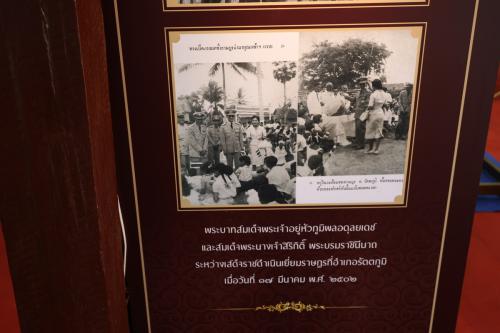 พระบาทสมเด็จพระเจ้าอยู่หัวภูมิพลอดุลยเดช
และสมเด็จพระนางเจ้าสิริกิติ์ พระบรมราชินีนาถ
ระหว่างเสด็จราชดำเนินเยี่ยมราษฎรที่อำเภอรัตภูมิ
เมื่อวันที่ ๑๗ มีนาคม พ.ศ. ๒๕๐๒